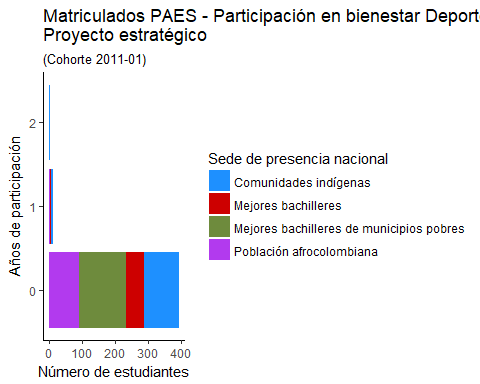 Matriculados PAES - Participación en bienestar Deport
Proyecto estratégico
(Cohorte 2011-01)
Años de participación
2
1
0
0 100 200 300 400
Número de estudiantes
Sede de presencia nacional
Comunidades indígenas
Mejores bachilleres
Mejores bachilleres de municipios pobres
Población afrocolombiana